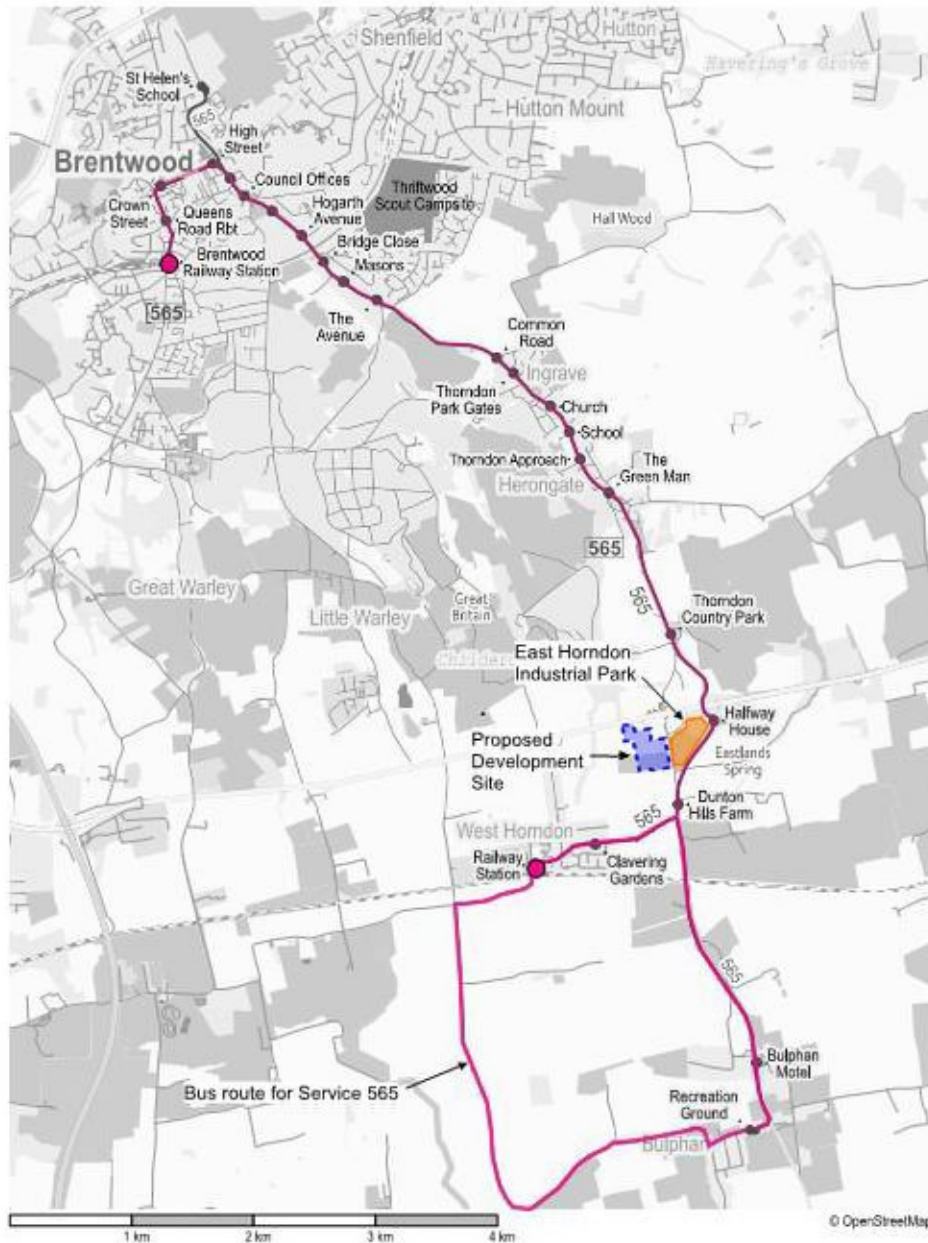 Shenfield
Hutton
Havering's Grove
St Helen's
School
565
Hutton Mount
High
Street
Brentwood
Council Offices
Thriftwood
Scout Campsite
Hall Wood
Crown
Street
Queens
Road Rbt
Hogarth
Avenue
Bridge Close
Masons
Brentwood
Railway Station
565
The
Avenue
Common
Road
Ingrave
Thorndon
Park Gates
Church
School
Thorndon Approach
The
Green Man
Herongate
565
565
Great Warley
Little Warley
Great
Britain
Thorndon
Country Park
East Horndon
Industrial Park
Halfway
House
Proposed
Development
Site
Eastlands
Spring
Dunton
Hills Farm
565
West Horndon
Railway
Station
Clavering
Gardens
565
Bulphan
Motel
Bus route for Service 565
Recreation
Ground
Bulphan
1 km
2 km
3 km
4 km
© OpenStreetMap